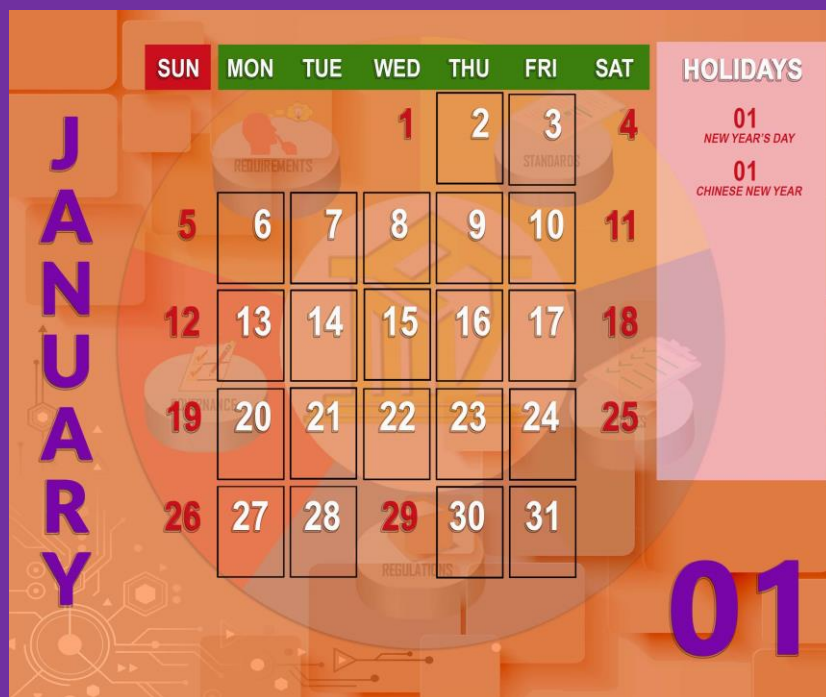 SUN MON TUE WED THU FRI SAT
HOLIDAYS
JANUARY
1 2 3 4
REQUIREMENTS
STANDARDS
01
NEW YEAR'S DAY
01
CHINESE NEW YEAR
5 6 7 8 9 10 11
12 13 14 15 16 17 18
19 20 21 22 23 24 25
26 27 28 29 30 31
REGULATIONS
01